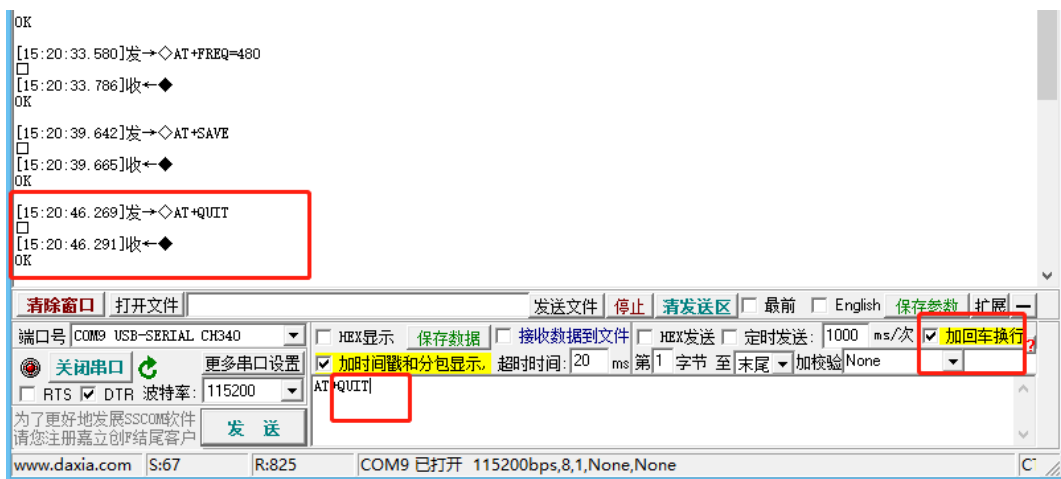 OK
[15:20:33.580]发→◇AT+FREQ=480
□
[15:20:33.786]收←◆
OK
[15:20:39.642]发→◇AT+SAVE
□
[15:20:39.665]收←◆
OK
[15:20:46.269]发→◇AT+QUIT
□
[15:20:46.291]收←◆
OK
清除窗口 打开文件 发送文件 停止 清发送区 最前 English 保存参数 扩展 —
端口号 COM9 USB-SERIAL CH340 HEX显示 保存数据 接收数据到文件 HEX发送 定时发送: 1000 ms/次 加回车换行 ?
关闭串口 更多串口设置 加时间戳和分包显示, 超时时间: 20 ms 第 1 字节 至 末尾 加校验 None
RTS DTR 波特率: 115200 AT+QUIT
为了更好地发展SSCOM软件
请您注册嘉立创F结尾客户
发 送
www.daxia.com S:67 R:825 COM9 已打开 115200bps,8,1,None,None